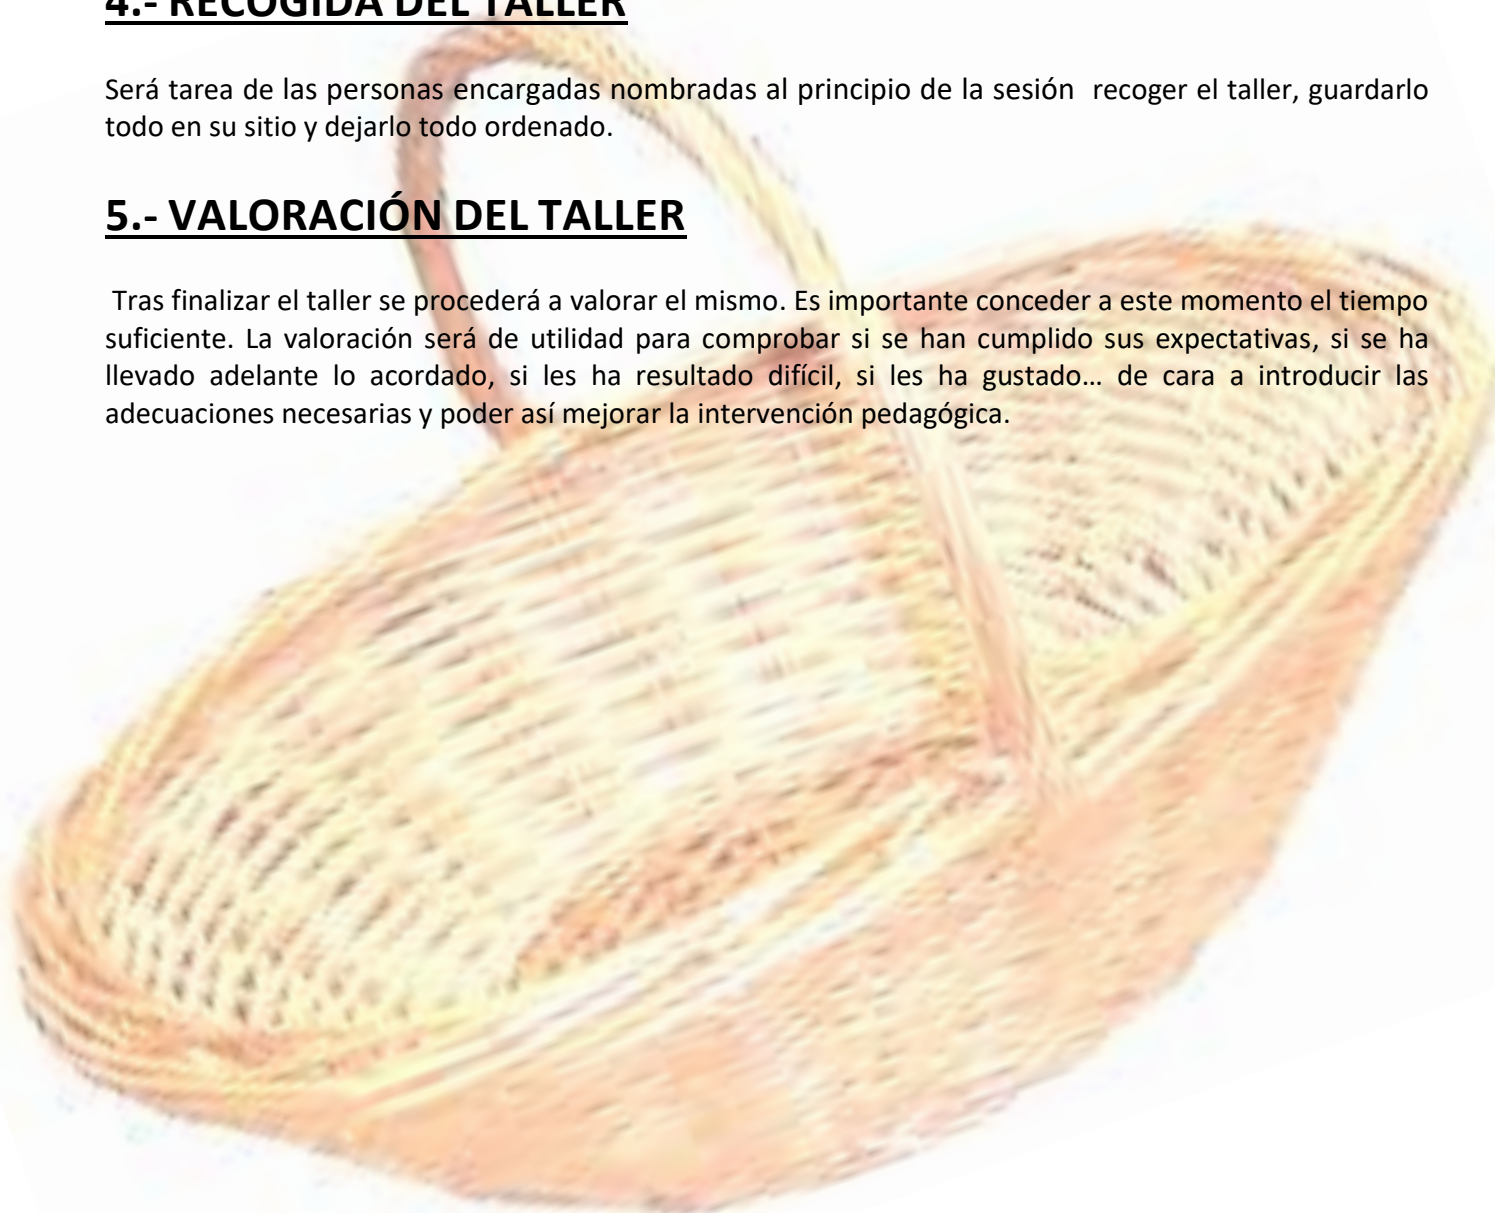 4.- RECOGIDA DEL TALLER
Será tarea de las personas encargadas nombradas al principio de la sesión  recoger el taller, guardarlo
todo en su sitio y dejarlo todo ordenado.
5.- VALORACIÓN DEL TALLER
Tras finalizar el taller se procederá a valorar el mismo. Es importante conceder a este momento el tiempo
suficiente. La valoración será de utilidad para comprobar si se han cumplido sus expectativas, si se ha
llevado adelante lo acordado, si les ha resultado difícil, si les ha gustado… de cara a introducir las
adecuaciones necesarias y poder así mejorar la intervención pedagógica.